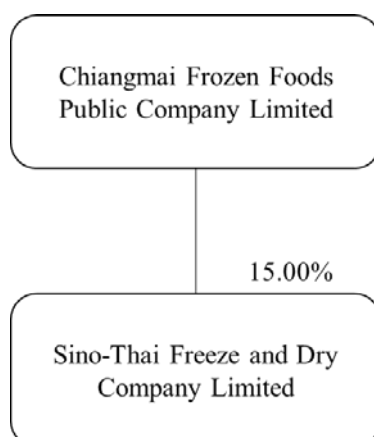 Chiangmai Frozen Foods
Public Company Limited
15.00%
Sino-Thai Freeze and Dry
Company Limited